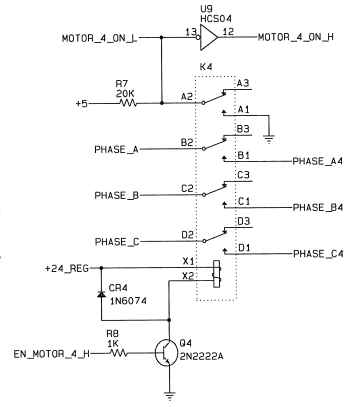 U9
HCS04
MOTOR_4_ON_L
13
12
MOTOR_4_ON_H
K4
R7
20K
+5
A2
A3
A1
B3
PHASE_A
B2
B1
PHASE_A4
C3
PHASE_B
C2
C1
PHASE_B4
D3
PHASE_C
D2
D1
PHASE_C4
+24_REG
X1
X2
CR4
1N6074
R8
1K
Q4
EN_MOTOR_4_H
2N2222A